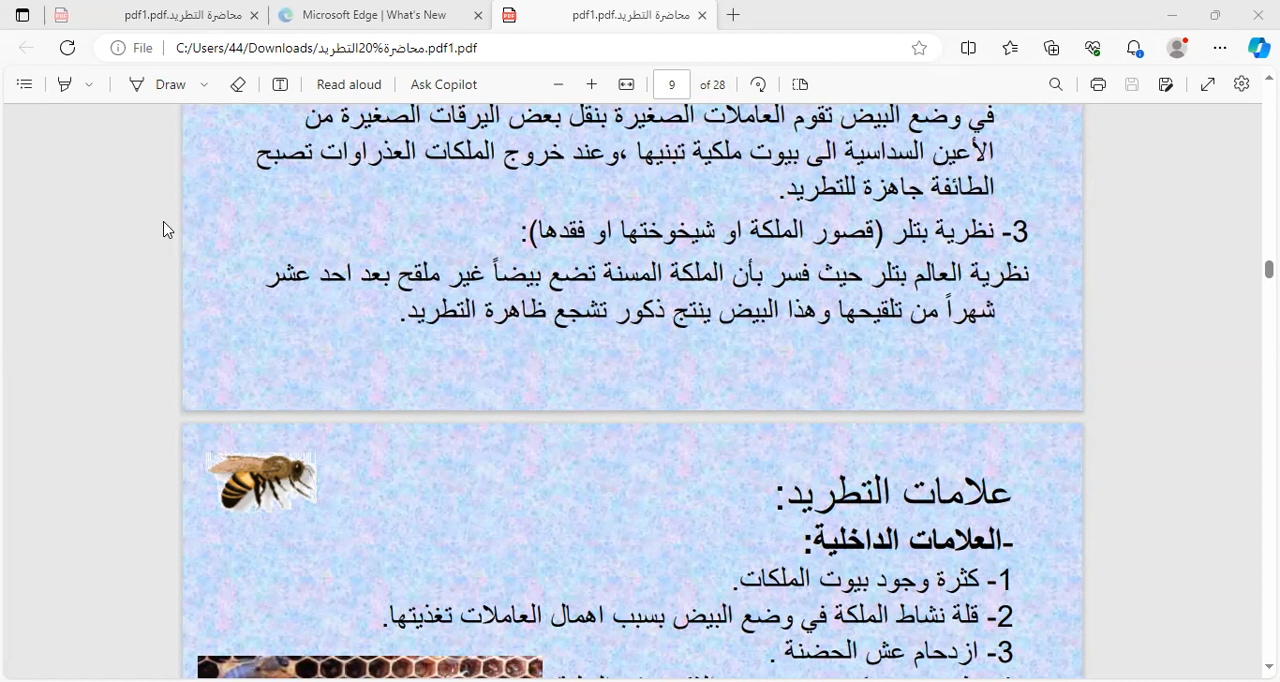 محاضرة التطريد.pdf1.pdf
Microsoft Edge | What's New
محاضرة التطريد.pdf1.pdf
File
C:/Users/44/Downloads/محاضرة%20التطريد.pdf1.pdf
Draw
Read aloud
Ask Copilot
9 of 28
في وضع البيض تقوم العاملات الصغيرة بنقل بعض اليرقات الصغيرة من
الأعين السداسية الى بيوت ملكية تبنيها ،وعند خروج الملكات العذراوات تصبح
الطائفة جاهزة للتطريد.
3- نظرية بتلر (قصور الملكة او شيخوختها او فقدها):
نظرية العالم بتلر حيث فسر بأن الملكة المسنة تضع بيضاً غير ملقح بعد احد عشر
شهراً من تلقيحها وهذا البيض ينتج ذكور تشجع ظاهرة التطريد.
علامات التطريد:
-العلامات الداخلية:
1- كثرة وجود بيوت الملكات.
2- قلة نشاط الملكة في وضع البيض بسبب اهمال العاملات تغذيتها.
3- ازدحام عش الحضنة .